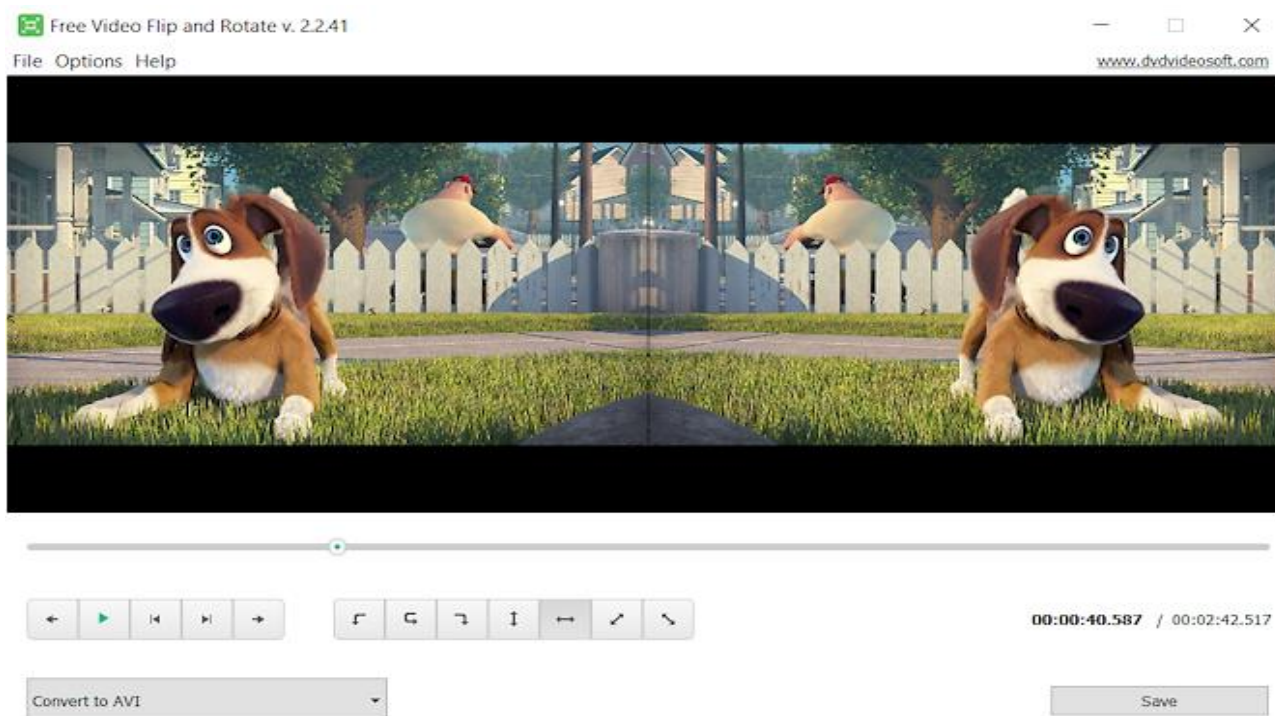 Free Video Flip and Rotate v. 2.2.41
File Options Help www.dvdvideosoft.com
00:00:40.587 / 00:02:42.517
Convert to AVI Save